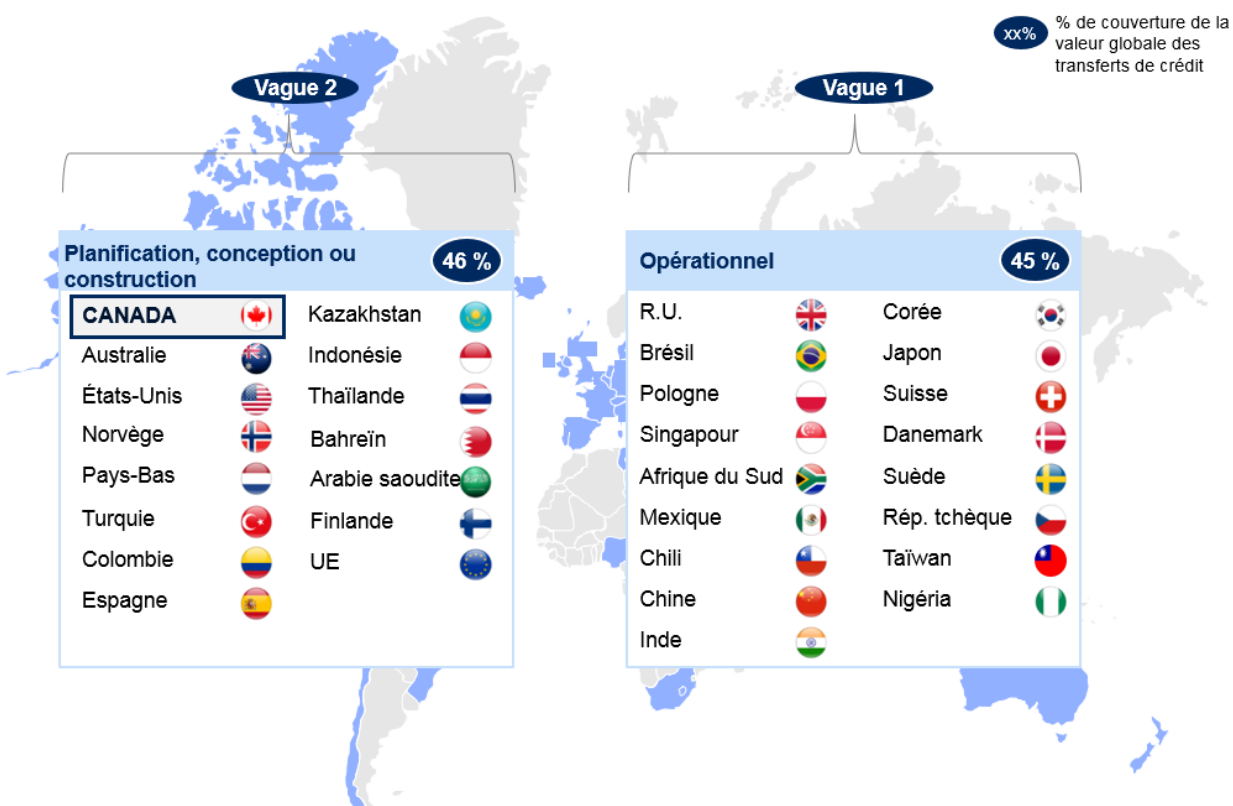 xx%
% de couverture de la
valeur globale des
transferts de crédit
Vague 2
Planification, conception ou
construction
46 %
CANADA
Kazakhstan
Australie
Indonésie
États-Unis
Thaïlande
Norvège
Bahreïn
Pays-Bas
Arabie saoudite
Turquie
Finlande
Colombie
UE
Espagne
Vague 1
Opérationnel
45 %
R.U.
Corée
Brésil
Japon
Pologne
Suisse
Singapour
Danemark
Afrique du Sud
Suède
Mexique
Rép. tchèque
Chili
Taïwan
Chine
Nigéria
Inde